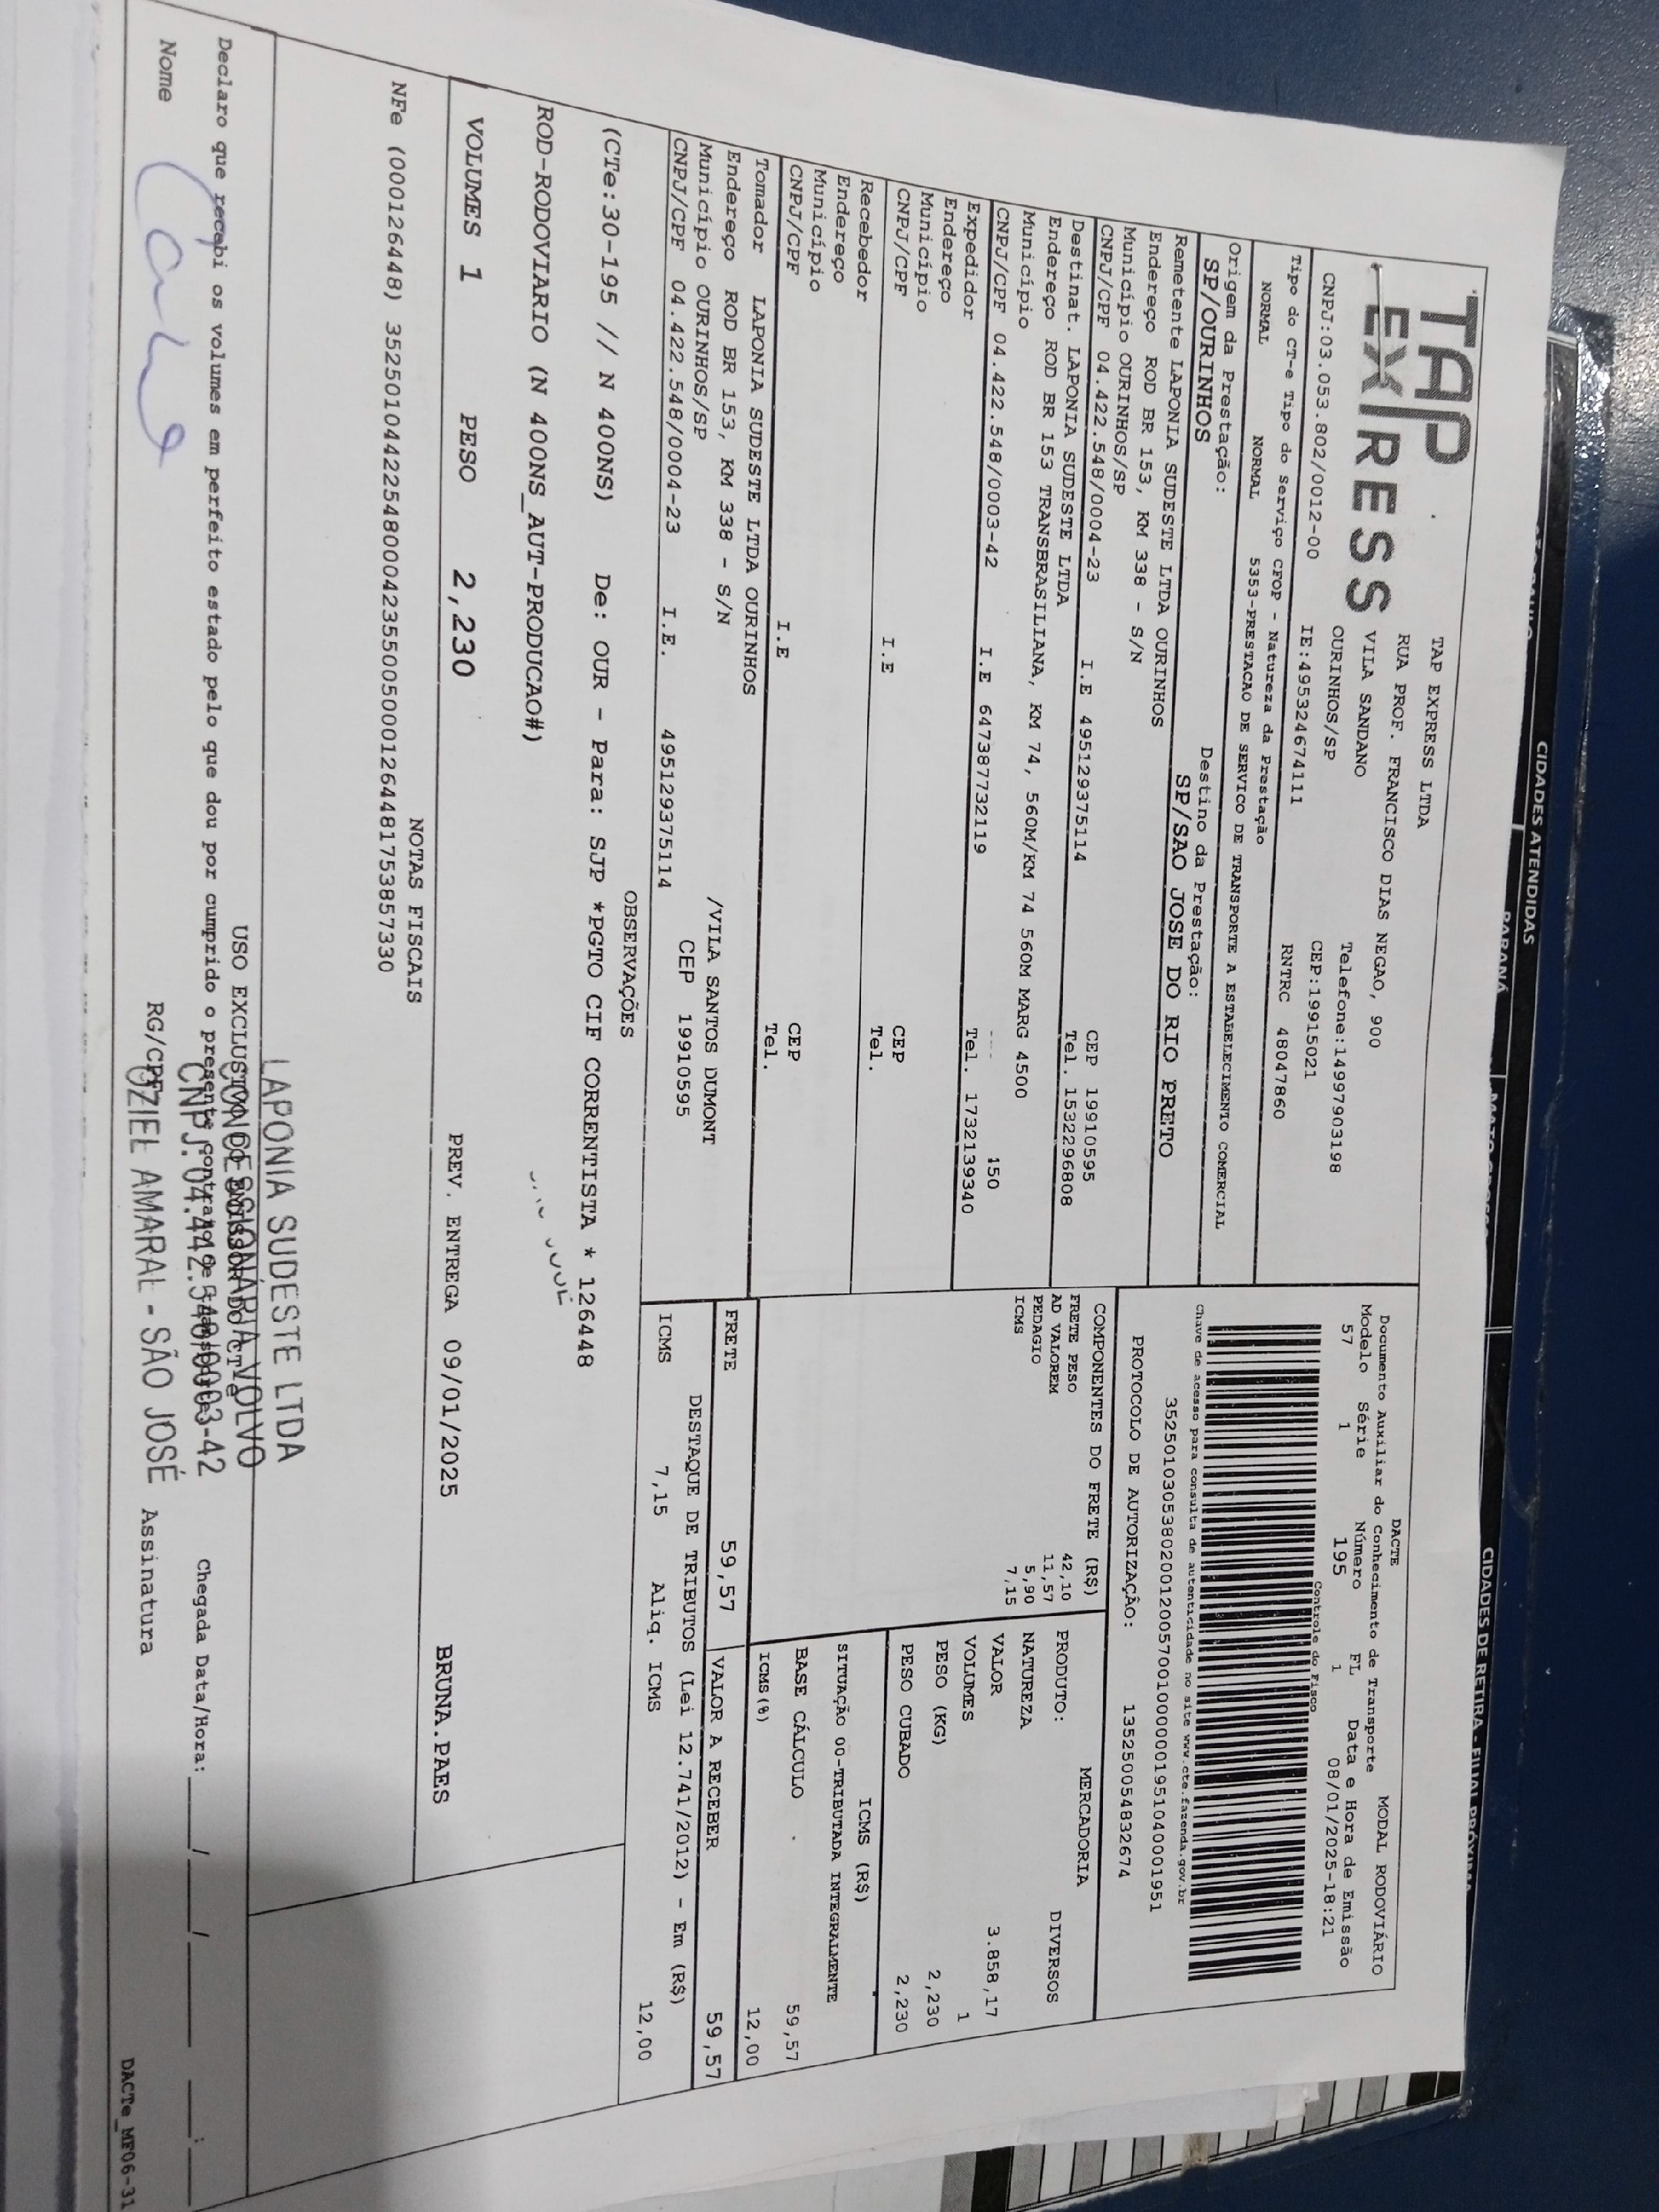 CIDADES ATENDIDAS
PARANÁ
CIDADES DE RETIRA - FILIAL PRÓXIMA
TAP EXPRESS
TAP EXPRESS LTDA
RUA PROF. FRANCISCO DIAS NEGAO, 900
VILA SANDANO
OURINHOS/SP
Telefone:14997903198
CEP:19915021
CNPJ:03.053.802/0012-00 IE:495324674111 RNTRC 48047860
Tipo do CT-e Tipo do Serviço CFOP - Natureza da Prestação
NORMAL NORMAL 5353-PRESTACAO DE SERVICO DE TRANSPORTE A ESTABELECIMENTO COMERCIAL
Origem da Prestação: Destino da Prestação:
SP/OURINHOS SP/SAO JOSE DO RIO PRETO
Remetente LAPONIA SUDESTE LTDA OURINHOS
Endereço ROD BR 153, KM 338 - S/N
Município OURINHOS/SP CEP 19910595
CNPJ/CPF 04.422.548/0004-23 I.E 495129375114 Tel. 1532296808
Destinat. LAPONIA SUDESTE LTDA
Endereço ROD BR 153 TRANSBRASILIANA, KM 74, 560M/KM 74 560M MARG 4500
Município
CNPJ/CPF 04.422.548/0003-42 I.E 647387732119 Tel. 1732139340
Expedidor
Endereço
Município CEP
CNPJ/CPF I.E Tel.
Recebedor
Endereço
Município CEP
CNPJ/CPF I.E Tel.
Tomador LAPONIA SUDESTE LTDA OURINHOS
Endereço ROD BR 153, KM 338 - S/N /VILA SANTOS DUMONT
Município OURINHOS/SP CEP 19910595
CNPJ/CPF 04.422.548/0004-23 I.E. 495129375114
DACTE MODAL RODOVIÁRIO
Documento Auxiliar do Conhecimento de Transporte
Modelo Série Número FL Data e Hora de Emissão
57 1 195 1 08/01/2025-18:21
Controle do Fisco
Chave de acesso para consulta de autenticidade no site www.cte.fazenda.gov.br
35250103053802001200570010000001951040001951
PROTOCOLO DE AUTORIZAÇÃO: 135250054832674
COMPONENTES DO FRETE (R$)
FRETE PESO 42,10
AD VALOREM 11,57
PEDAGIO 5,90
ICMS 7,15
MERCADORIA
PRODUTO: DIVERSOS
NATUREZA
VALOR 3.858,17
VOLUMES 1
PESO (KG) 2,230
PESO CUBADO 2,230
ICMS (R$)
SITUAÇÃO 00-TRIBUTADA INTEGRALMENTE
BASE CÁLCULO 59,57
ICMS (%) 12,00
FRETE 59,57 VALOR A RECEBER 59,57
DESTAQUE DE TRIBUTOS (Lei 12.741/2012) - Em (R$)
ICMS 7,15 Aliq. ICMS 12,00
OBSERVAÇÕES
(CTe:30-195 // N 400NS) De: OUR - Para: SJP *PGTO CIF CORRENTISTA * 126448
ROD-RODOVIARIO (N 400NS_AUT-PRODUCAO#)
VOLUMES 1 PESO 2,230 PREV. ENTREGA 09/01/2025 BRUNA.PAES
NOTAS FISCAIS
NFe (000126448) 35250104422548000423550050001264481753857330
USO EXCLUSIVO DO EMISSOR DO CT-e
Declaro que recebi os volumes em perfeito estado pelo que dou por cumprido o presente contrato de transporte.
Chegada Data/Hora: ___/___/_____ ___:___
Nome RG/CPF Assinatura
LAPONIA SUDESTE LTDA
CONCESSIONÁRIA VOLVO
CNPJ: 04.442.548/0003-42
OZIEL AMARAL - SÃO JOSÉ
DACTe_MF06-31